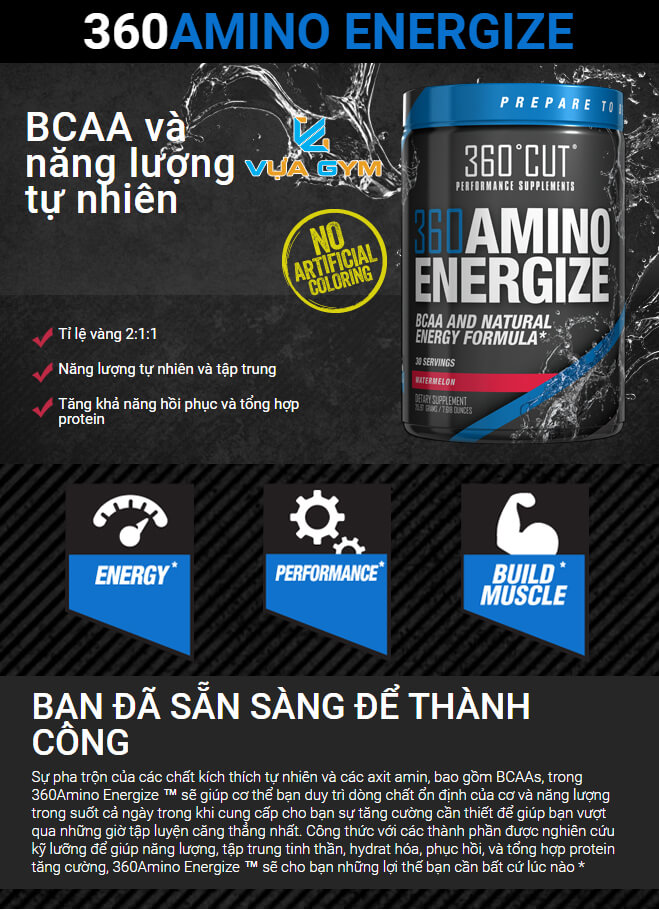 360AMINO ENERGIZE
BCAA và
năng lượng
tự nhiên
VỰA GYM
NO
ARTIFICIAL
COLORING
Tỉ lệ vàng 2:1:1
Năng lượng tự nhiên và tập trung
Tăng khả năng hồi phục và tổng hợp
protein
PREPARE TO
360°CUT
PERFORMANCE SUPPLEMENTS
360AMINO
ENERGIZE
BCAA AND NATURAL
ENERGY FORMULA*
30 SERVINGS
WATERMELON
DIETARY SUPPLEMENT
ENERGY*
PERFORMANCE*
BUILD*
MUSCLE
BẠN ĐÃ SẴN SÀNG ĐỂ THÀNH
CÔNG
Sự pha trộn của các chất kích thích tự nhiên và các axit amin, bao gồm BCAAs, trong
360Amino Energize ™ sẽ giúp cơ thể bạn duy trì dòng chất ổn định của cơ và năng lượng
trong suốt cả ngày trong khi cung cấp cho bạn sự tăng cường cần thiết để giúp bạn vượt
qua những giờ tập luyện căng thẳng nhất. Công thức với các thành phần được nghiên cứu
kỹ lưỡng để giúp năng lượng, tập trung tinh thần, hydrat hóa, phục hồi, và tổng hợp protein
tăng cường, 360Amino Energize ™ sẽ cho bạn những lợi thế bạn cần bất cứ lúc nào *